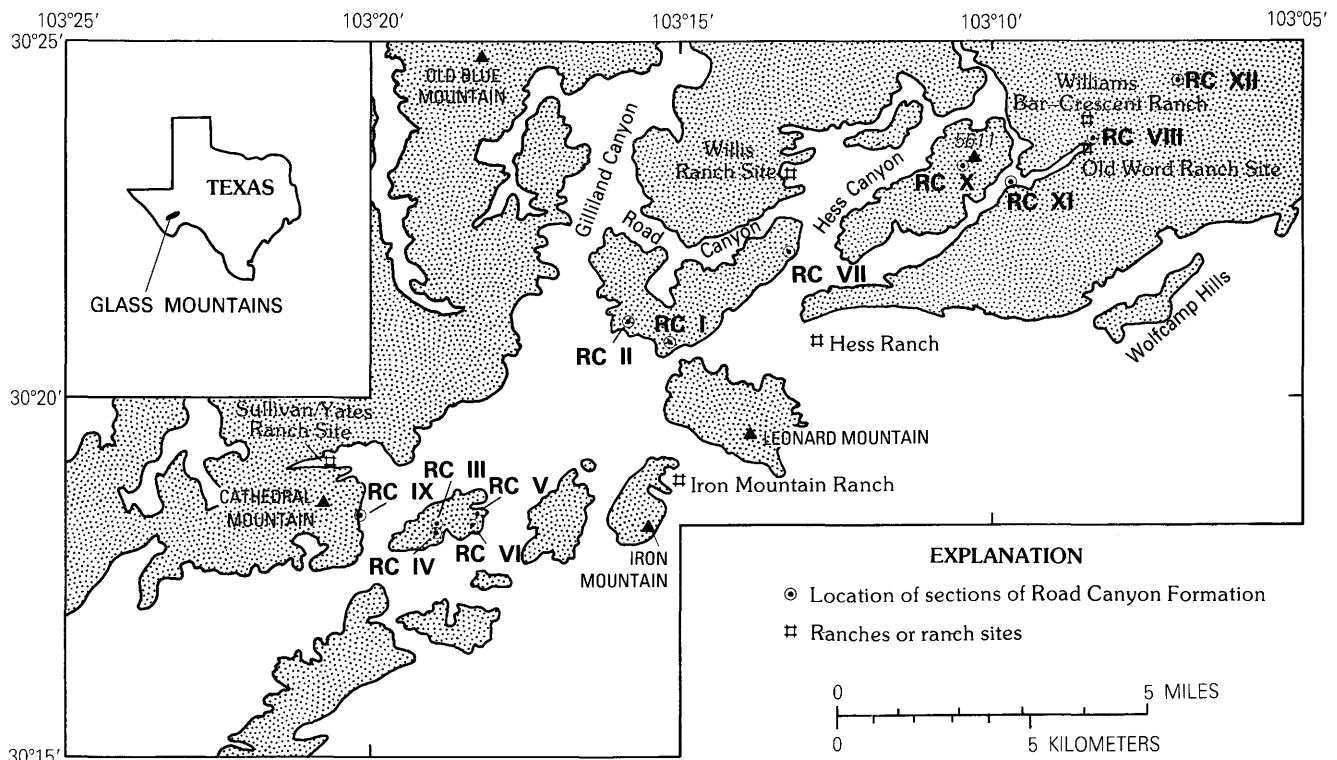 103°25'
103°20'
103°15'
103°10'
103°05'
30°25'
OLD BLUE
MOUNTAIN
Gilliland Canyon
Williams
Bar-Crescent Ranch
RC XII
RC VIII
Old Word Ranch Site
Willis
Ranch Site
5611
RC X
RC XI
Hess Canyon
TEXAS
GLASS MOUNTAINS
Road
Canyon
RC VII
RC I
RC II
Hess Ranch
Wolfcamp Hills
30°20'
Sullivan/Yates
Ranch Site
LEONARD MOUNTAIN
RC III
RC IX
RC V
Iron Mountain Ranch
CATHEDRAL
MOUNTAIN
RC IV
RC VI
IRON
MOUNTAIN
EXPLANATION
Location of sections of Road Canyon Formation
Ranches or ranch sites
0
5 MILES
0
5 KILOMETERS
30°15'